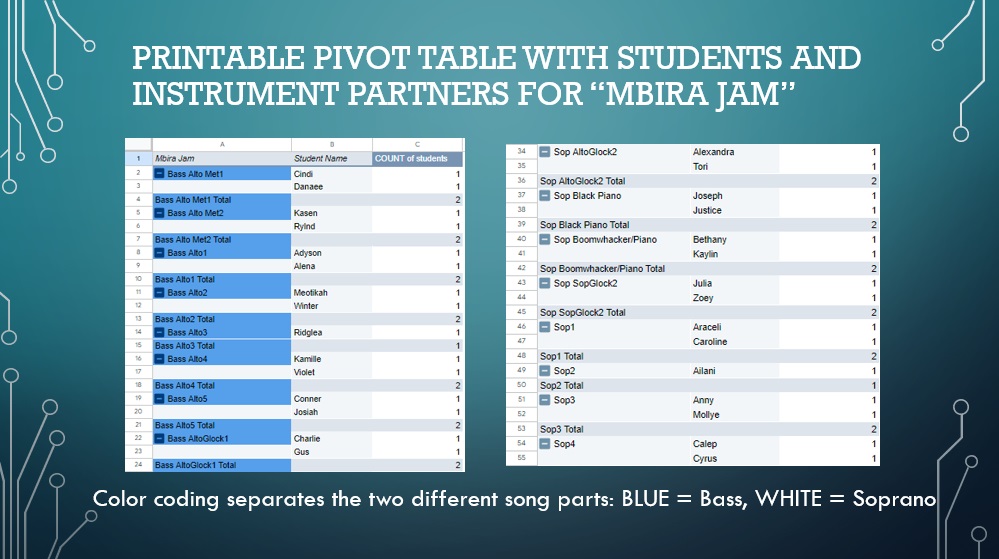 PRINTABLE PIVOT TABLE WITH STUDENTS AND
INSTRUMENT PARTNERS FOR “MBIRA JAM”
A B C
1 Mbira Jam Student Name COUNT of students
2 Bass Alto Met1 Cindi 1
3 Danaee 1
4 Bass Alto Met1 Total 2
5 Bass Alto Met2 Kasen 1
6 Rylnd 1
7 Bass Alto Met2 Total 2
8 Bass Alto1 Adyson 1
9 Alena 1
10 Bass Alto1 Total 2
11 Bass Alto2 Meotikah 1
12 Winter 1
13 Bass Alto2 Total 2
14 Bass Alto3 Ridglea 1
15 Bass Alto3 Total 1
16 Bass Alto4 Kamille 1
17 Violet 1
18 Bass Alto4 Total 2
19 Bass Alto5 Conner 1
20 Josiah 1
21 Bass Alto5 Total 2
22 Bass AltoGlock1 Charlie 1
23 Gus 1
24 Bass AltoGlock1 Total 2
34 Sop AltoGlock2 Alexandra 1
35 Tori 1
36 Sop AltoGlock2 Total 2
37 Sop Black Piano Joseph 1
38 Justice 1
39 Sop Black Piano Total 2
40 Sop Boomwhacker/Piano Bethany 1
41 Kaylin 1
42 Sop Boomwhacker/Piano Total 2
43 Sop SopGlock2 Julia 1
44 Zoey 1
45 Sop SopGlock2 Total 2
46 Sop1 Araceli 1
47 Caroline 1
48 Sop1 Total 2
49 Sop2 Ailani 1
50 Sop2 Total 1
51 Sop3 Anny 1
52 Mollye 1
53 Sop3 Total 2
54 Sop4 Calep 1
55 Cyrus 1
Color coding separates the two different song parts: BLUE = Bass, WHITE = Soprano